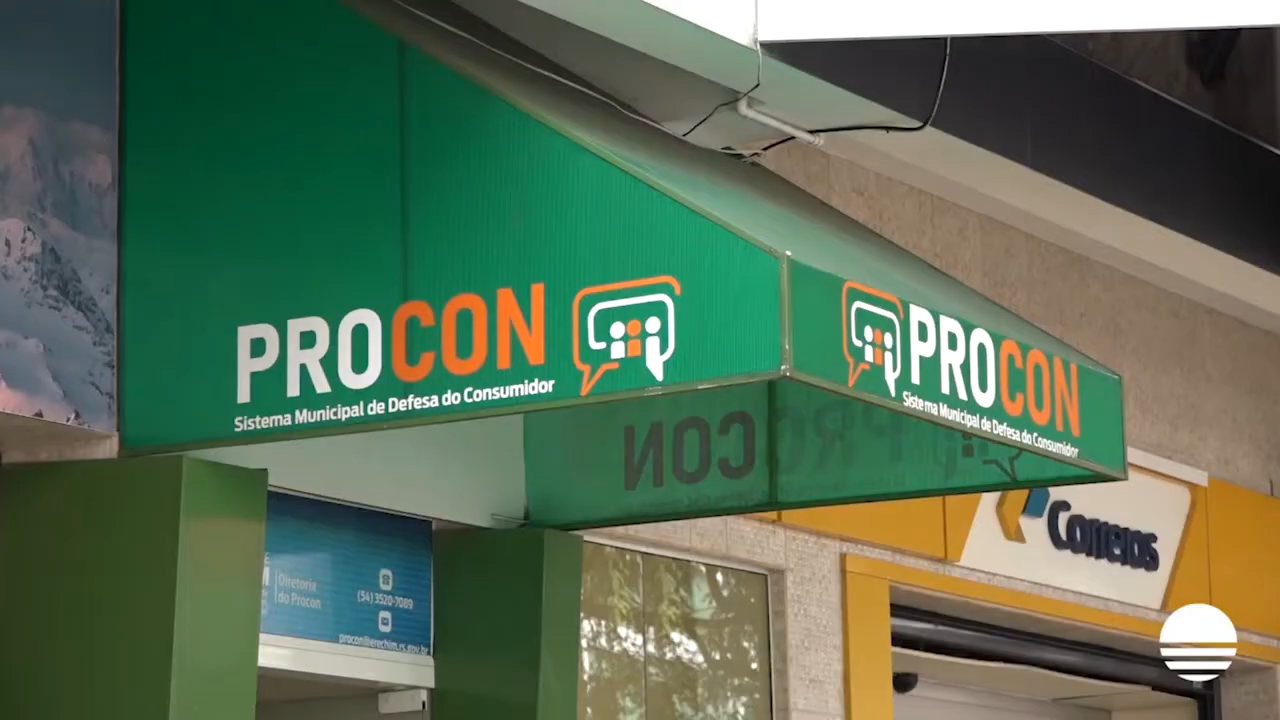 PROCON
Sistema Municipal de Defesa do Consumidor
PROCON
Sistema Municipal de Defesa do Consumidor
CON
Correios
Diretoria
do Procon
(54) 3520-7089
procon@erechim.rs.gov.br